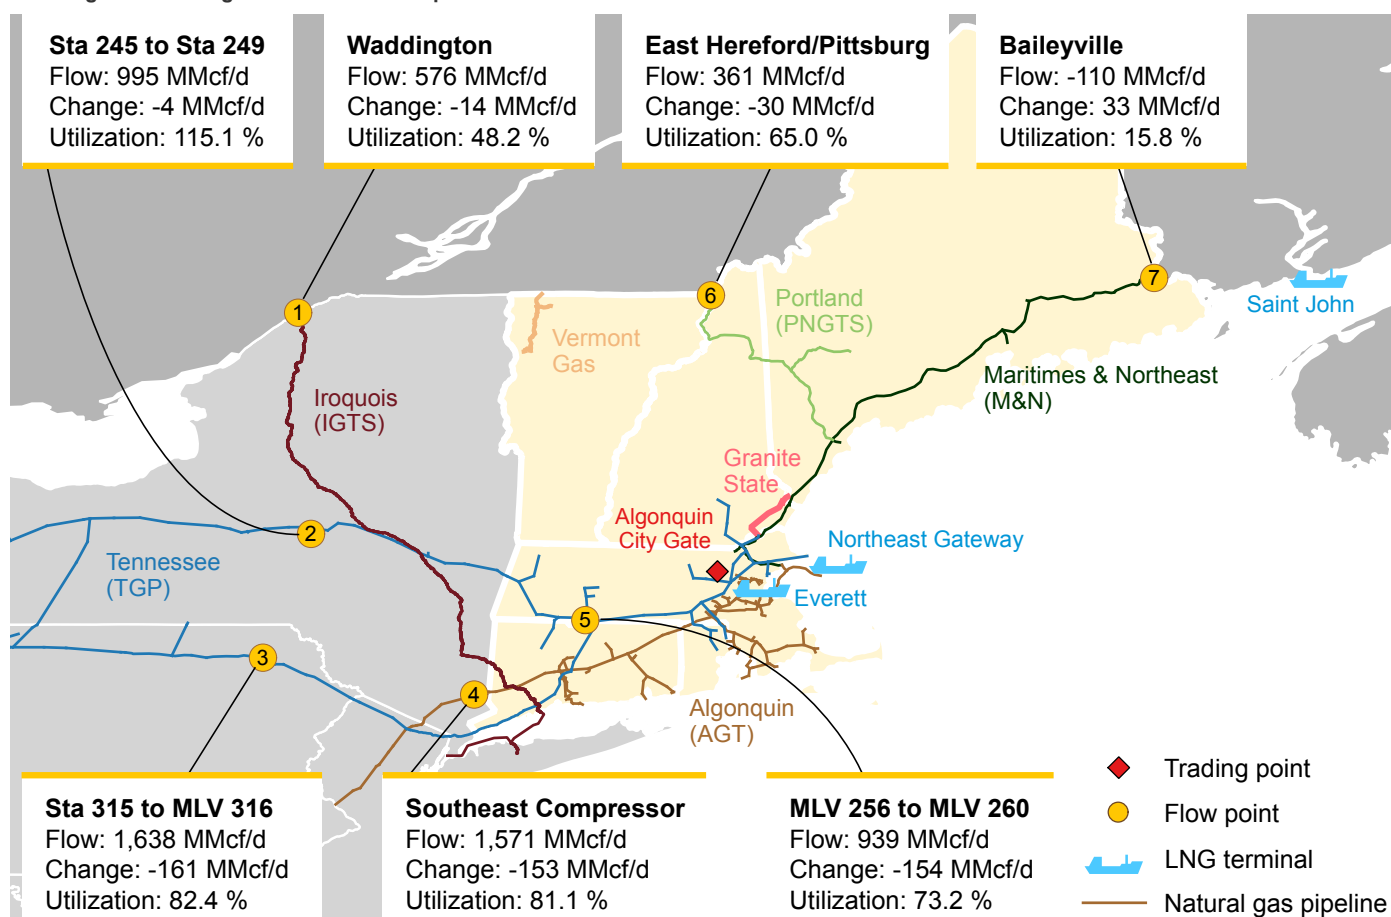 Sta 245 to Sta 249
Flow: 995 MMcf/d
Change: -4 MMcf/d
Utilization: 115.1 %
Waddington
Flow: 576 MMcf/d
Change: -14 MMcf/d
Utilization: 48.2 %
East Hereford/Pittsburg
Flow: 361 MMcf/d
Change: -30 MMcf/d
Utilization: 65.0 %
Baileyville
Flow: -110 MMcf/d
Change: 33 MMcf/d
Utilization: 15.8 %
1
6
7
Saint John
Portland
(PNGTS)
Vermont
Gas
Maritimes & Northeast
(M&N)
Iroquois
(IGTS)
Granite
State
Algonquin
City Gate
2
Northeast Gateway
Tennessee
(TGP)
Everett
5
3
4
Algonquin
(AGT)
Sta 315 to MLV 316
Flow: 1,638 MMcf/d
Change: -161 MMcf/d
Utilization: 82.4 %
Southeast Compressor
Flow: 1,571 MMcf/d
Change: -153 MMcf/d
Utilization: 81.1 %
MLV 256 to MLV 260
Flow: 939 MMcf/d
Change: -154 MMcf/d
Utilization: 73.2 %
Trading point
Flow point
LNG terminal
Natural gas pipeline